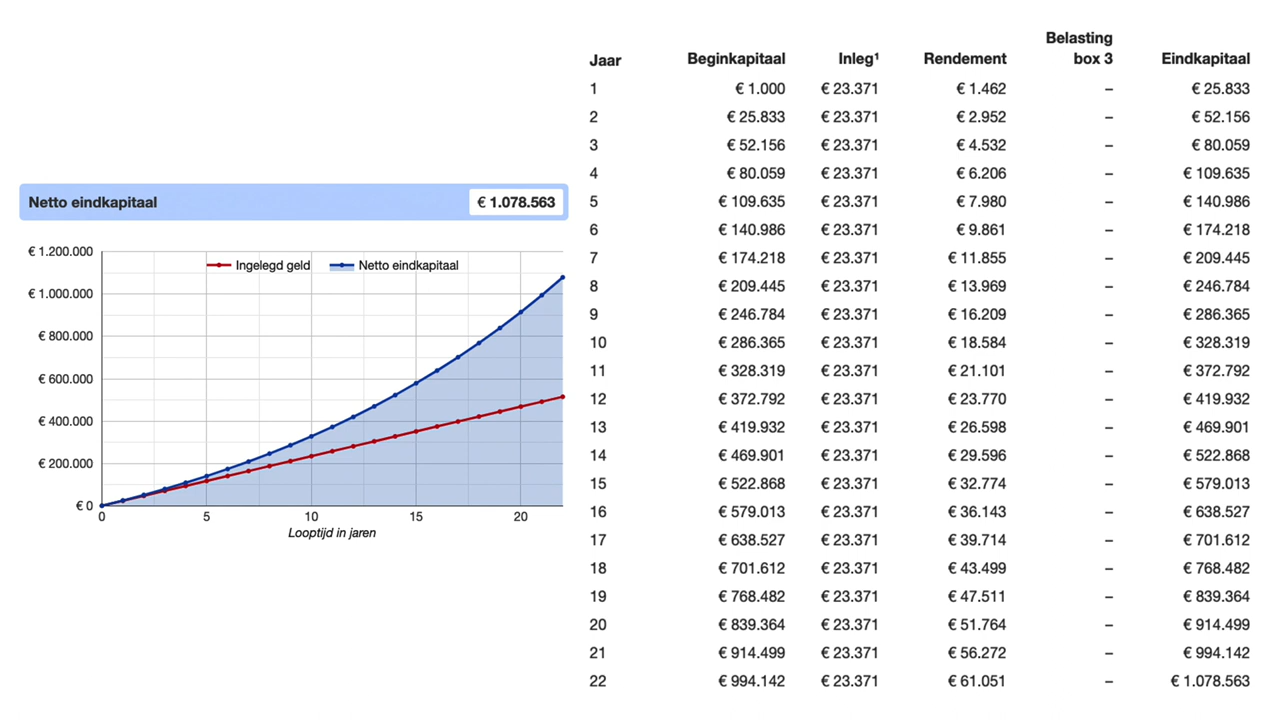 Netto eindkapitaal € 1.078.563
€ 1.200.000
Ingelegd geld Netto eindkapitaal
€ 1.000.000
€ 800.000
€ 600.000
€ 400.000
€ 200.000
€ 0
0 5 10 15 20
Looptijd in jaren
Jaar Beginkapitaal Inleg¹ Rendement Belasting box 3 Eindkapitaal
1 € 1.000 € 23.371 € 1.462 – € 25.833
2 € 25.833 € 23.371 € 2.952 – € 52.156
3 € 52.156 € 23.371 € 4.532 – € 80.059
4 € 80.059 € 23.371 € 6.206 – € 109.635
5 € 109.635 € 23.371 € 7.980 – € 140.986
6 € 140.986 € 23.371 € 9.861 – € 174.218
7 € 174.218 € 23.371 € 11.855 – € 209.445
8 € 209.445 € 23.371 € 13.969 – € 246.784
9 € 246.784 € 23.371 € 16.209 – € 286.365
10 € 286.365 € 23.371 € 18.584 – € 328.319
11 € 328.319 € 23.371 € 21.101 – € 372.792
12 € 372.792 € 23.371 € 23.770 – € 419.932
13 € 419.932 € 23.371 € 26.598 – € 469.901
14 € 469.901 € 23.371 € 29.596 – € 522.868
15 € 522.868 € 23.371 € 32.774 – € 579.013
16 € 579.013 € 23.371 € 36.143 – € 638.527
17 € 638.527 € 23.371 € 39.714 – € 701.612
18 € 701.612 € 23.371 € 43.499 – € 768.482
19 € 768.482 € 23.371 € 47.511 – € 839.364
20 € 839.364 € 23.371 € 51.764 – € 914.499
21 € 914.499 € 23.371 € 56.272 – € 994.142
22 € 994.142 € 23.371 € 61.051 – € 1.078.563